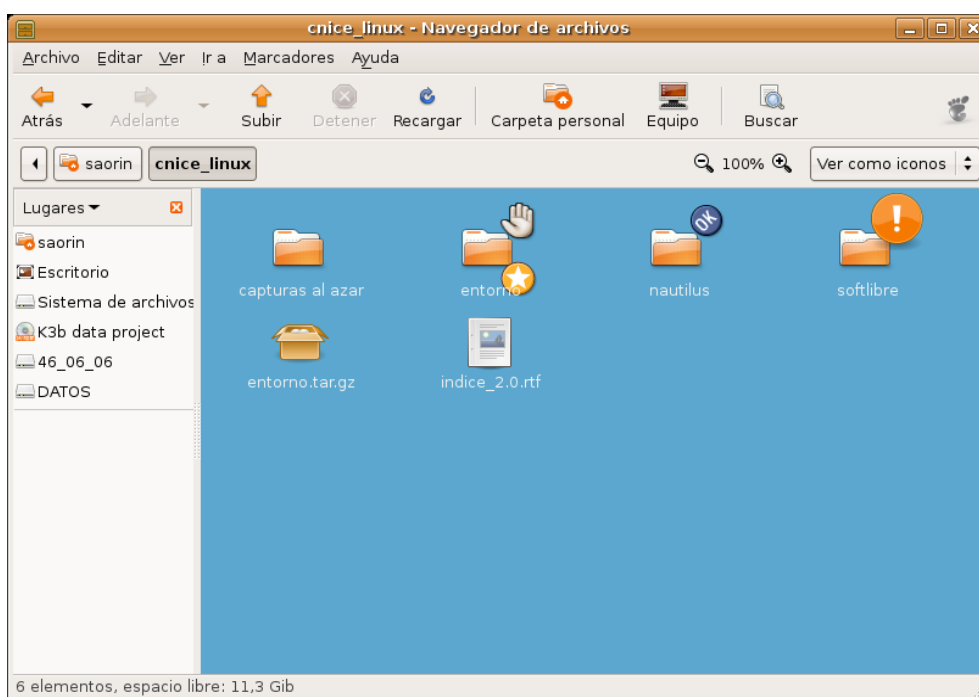 cnice_linux - Navegador de archivos
Archivo Editar Ver Ir a Marcadores Ayuda
Atrás Adelante Subir Detener Recargar Carpeta personal Equipo Buscar
saorin cnice_linux 100% Ver como iconos
Lugares
saorin
Escritorio
Sistema de archivos
K3b data project
46_06_06
DATOS
OK !
capturas al azar entorno nautilus softlibre
entorno.tar.gz indice_2.0.rtf
6 elementos, espacio libre: 11,3 Gib